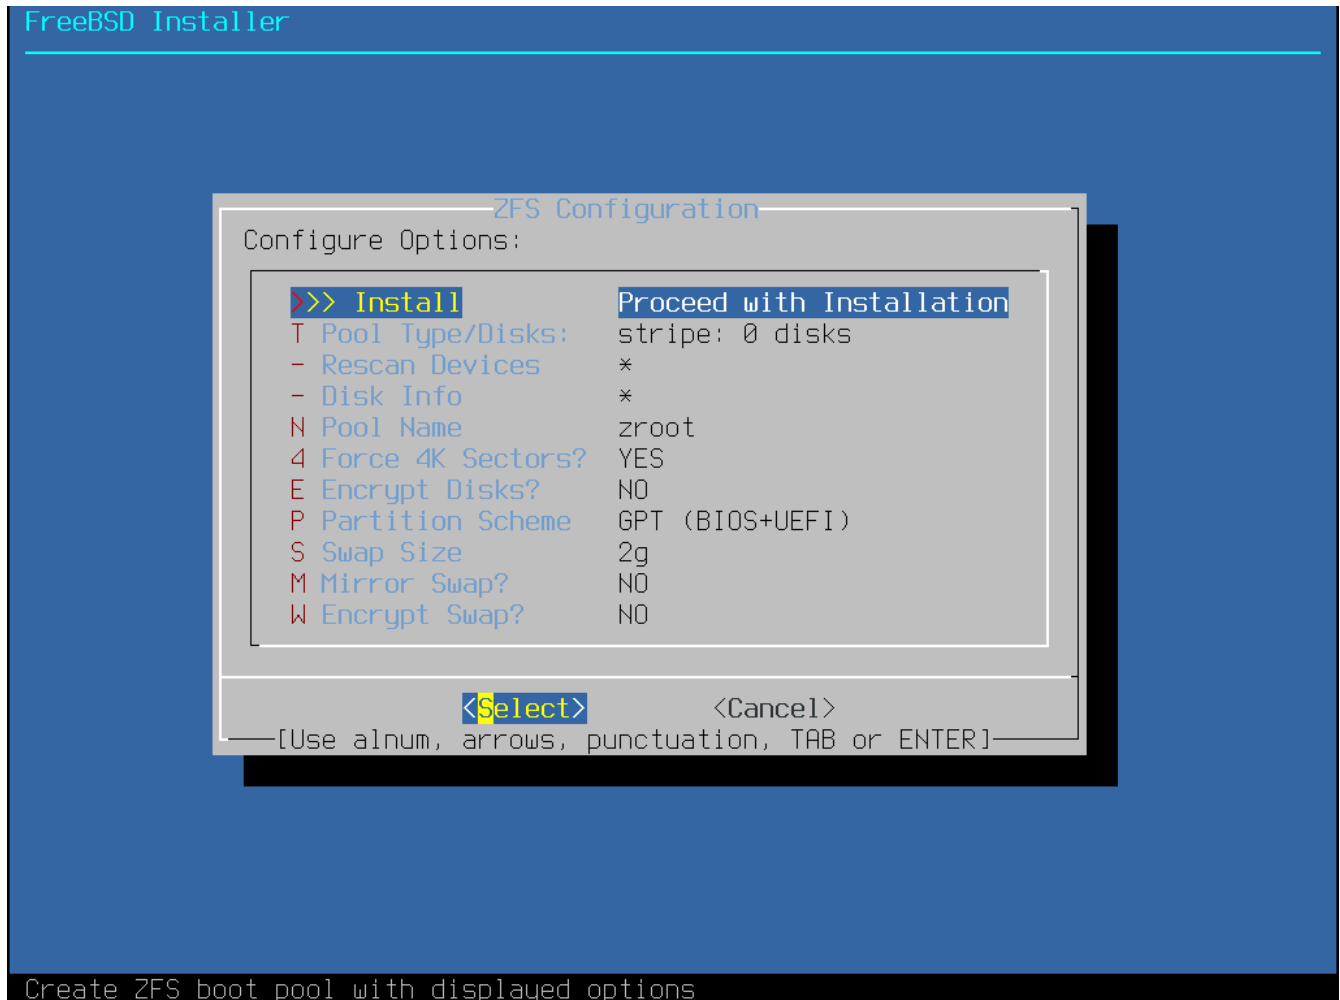 FreeBSD Installer
ZFS Configuration
Configure Options:
>>> Install Proceed with Installation
T Pool Type/Disks: stripe: 0 disks
- Rescan Devices *
- Disk Info *
N Pool Name zroot
4 Force 4K Sectors? YES
E Encrypt Disks? NO
P Partition Scheme GPT (BIOS+UEFI)
S Swap Size 2g
M Mirror Swap? NO
W Encrypt Swap? NO
<Select> <Cancel>
[Use alnum, arrows, punctuation, TAB or ENTER]
Create ZFS boot pool with displayed options